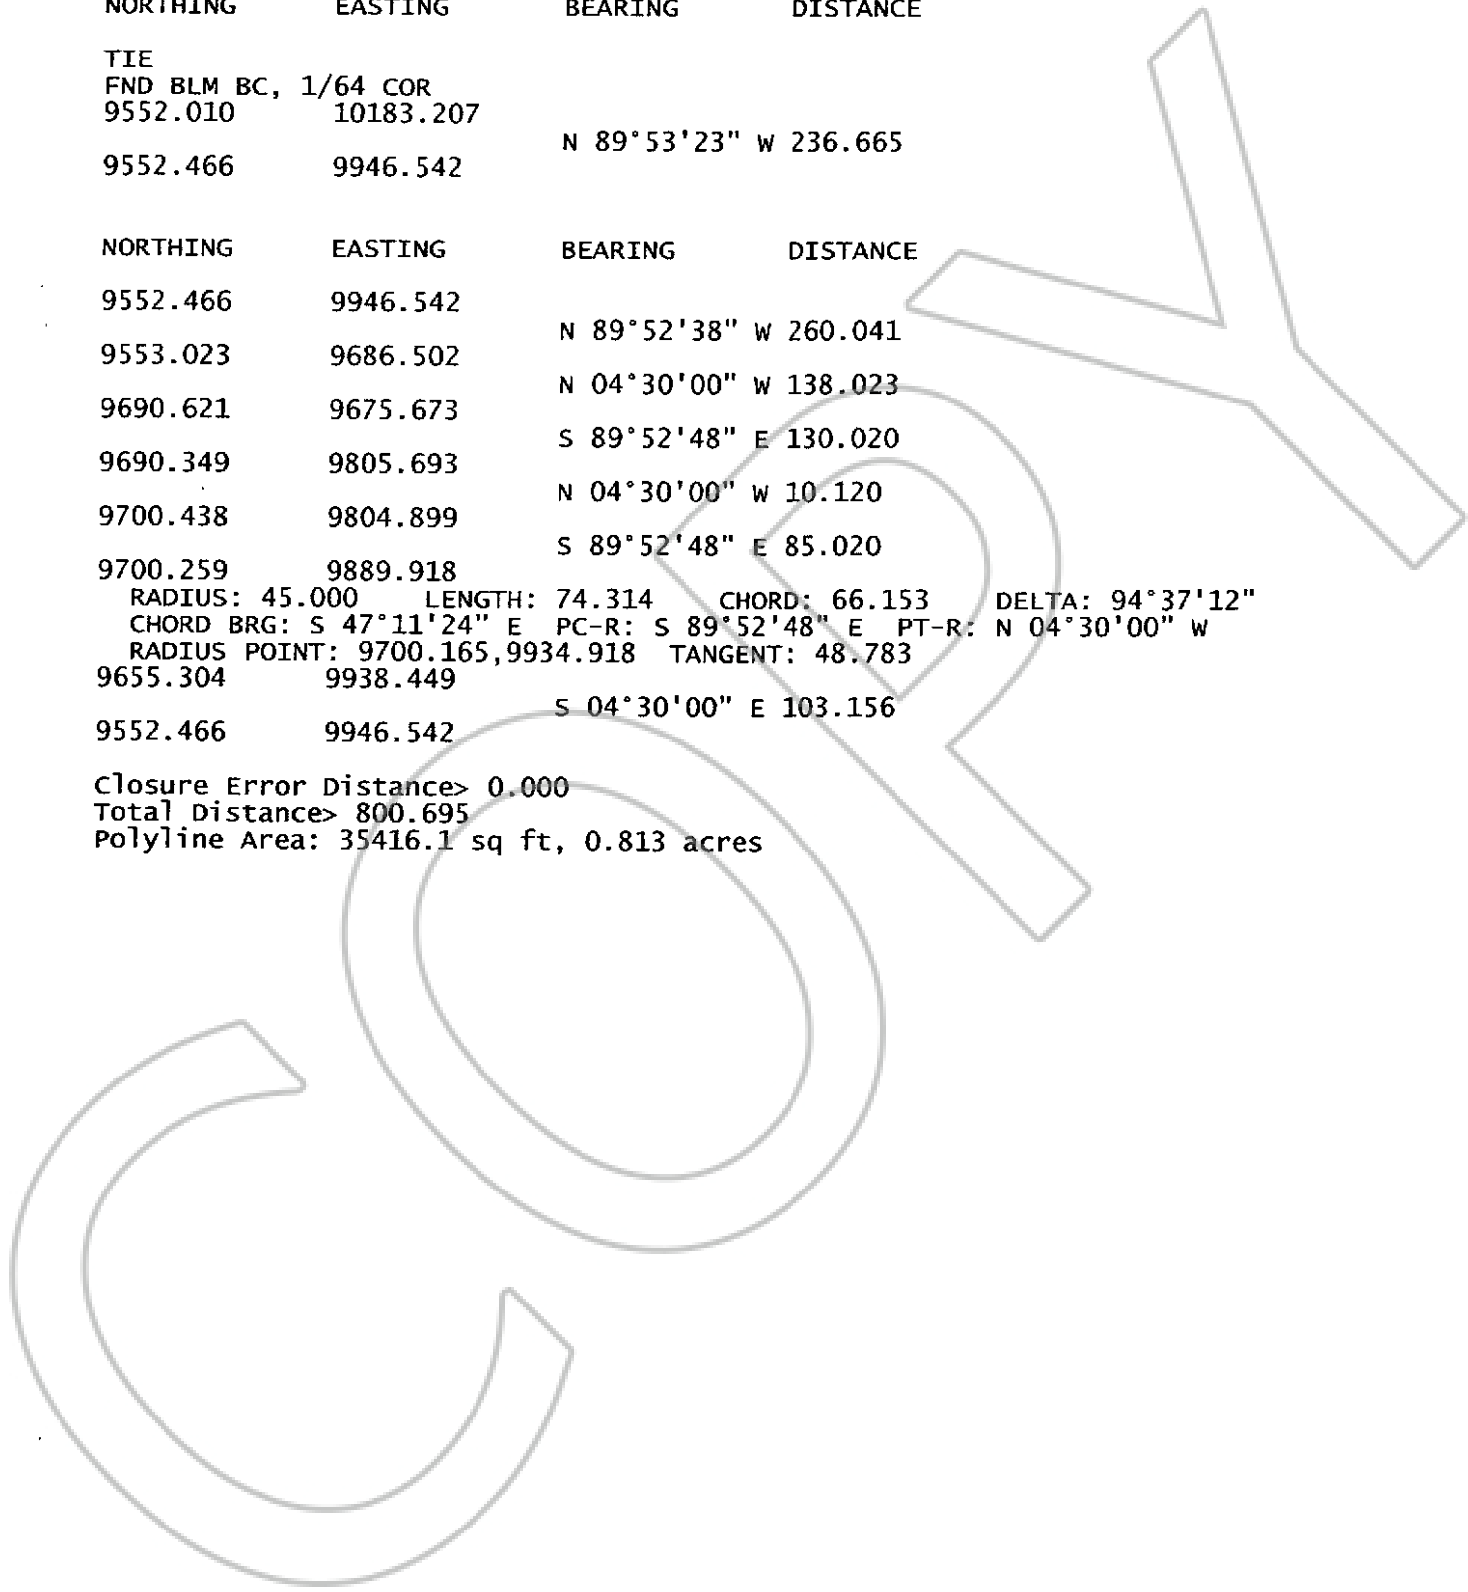 NORTHING EASTING BEARING DISTANCE
TIE
FND BLM BC, 1/64 COR
9552.010 10183.207
N 89°53'23" W 236.665
9552.466 9946.542
NORTHING EASTING BEARING DISTANCE
9552.466 9946.542
N 89°52'38" W 260.041
9553.023 9686.502
N 04°30'00" W 138.023
9690.621 9675.673
S 89°52'48" E 130.020
9690.349 9805.693
N 04°30'00" W 10.120
9700.438 9804.899
S 89°52'48" E 85.020
9700.259 9889.918
RADIUS: 45.000 LENGTH: 74.314 CHORD: 66.153 DELTA: 94°37'12"
CHORD BRG: S 47°11'24" E PC-R: S 89°52'48" E PT-R: N 04°30'00" W
RADIUS POINT: 9700.165,9934.918 TANGENT: 48.783
9655.304 9938.449
S 04°30'00" E 103.156
9552.466 9946.542
Closure Error Distance> 0.000
Total Distance> 800.695
Polyline Area: 35416.1 sq ft, 0.813 acres
COPY